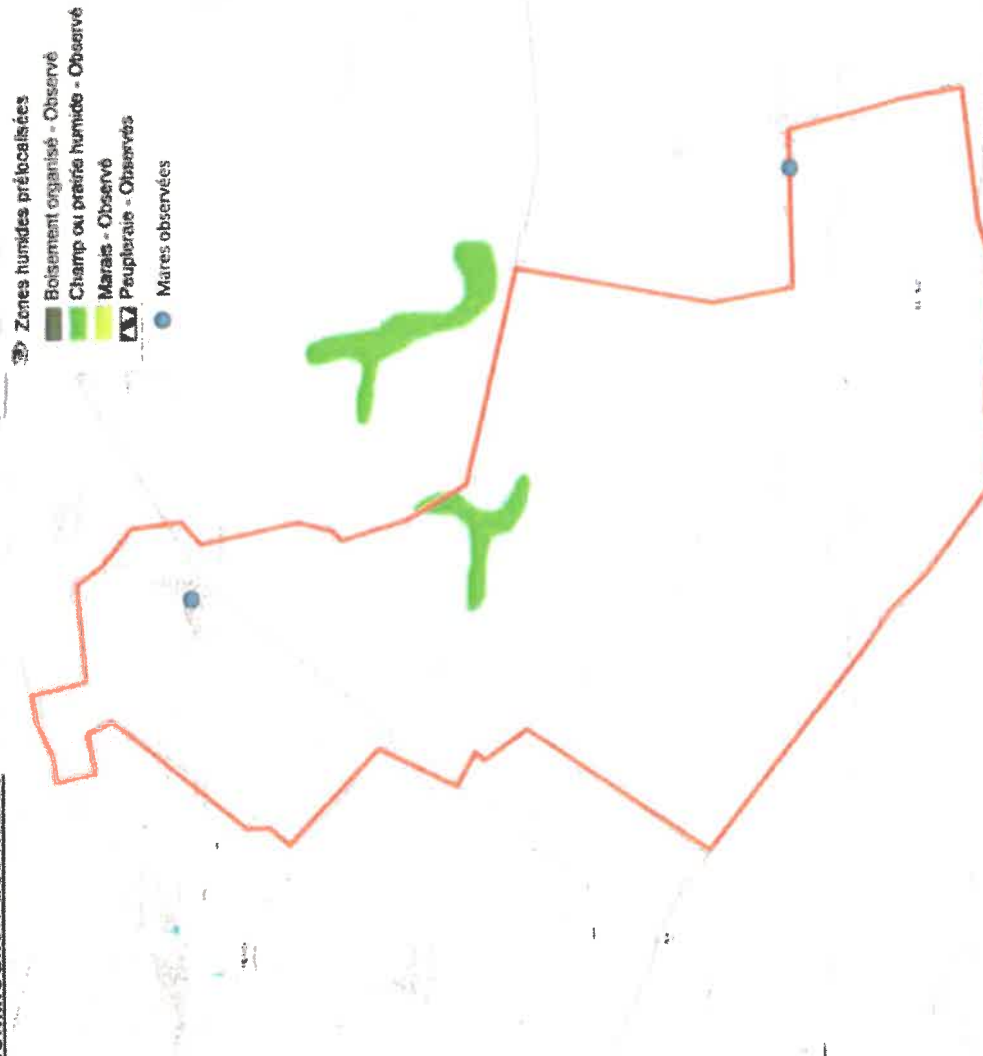 Zones humides prélocalisées
Boisement organisé - Observé
Champ ou prairie humide - Observé
Marais - Observé
Peupleraie - Observés
Mares observées